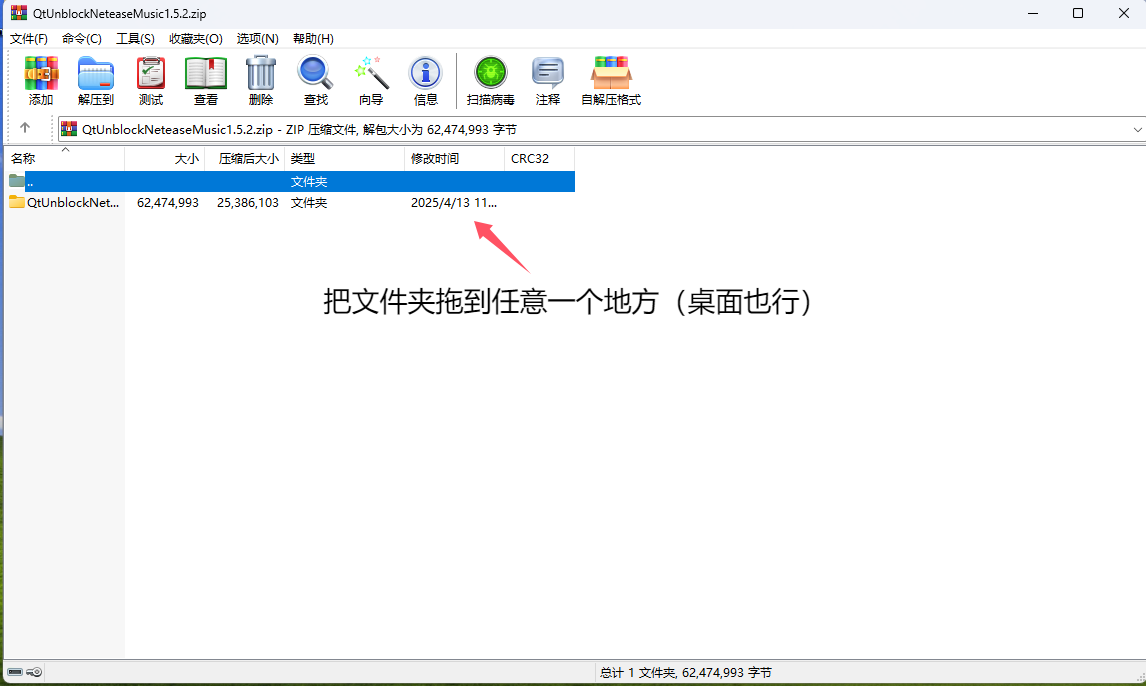 QtUnblockNeteaseMusic1.5.2.zip
文件(F) 命令(C) 工具(S) 收藏夹(O) 选项(N) 帮助(H)
添加 解压到 测试 查看 删除 查找 向导 信息 扫描病毒 注释 自解压格式
QtUnblockNeteaseMusic1.5.2.zip - ZIP 压缩文件, 解包大小为 62,474,993 字节
名称 大小 压缩后大小 类型 修改时间 CRC32
.. 文件夹
QtUnblockNet... 62,474,993 25,386,103 文件夹 2025/4/13 11...
把文件夹拖到任意一个地方（桌面也行）
总计 1 文件夹, 62,474,993 字节